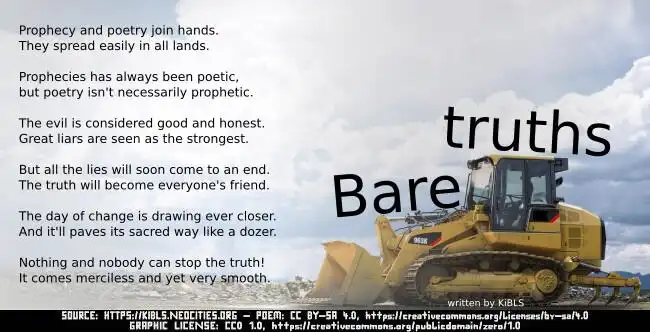 Prophecy and poetry join hands.
They spread easily in all lands.
Prophecies has always been poetic,
but poetry isn't necessarily prophetic.
The evil is considered good and honest.
Great liars are seen as the strongest.
But all the lies will soon come to an end.
The truth will become everyone's friend.
The day of change is drawing ever closer.
And it'll paves its sacred way like a dozer.
Nothing and nobody can stop the truth!
It comes merciless and yet very smooth.
Bare truths
963K
written by KiBLS
SOURCE: HTTPS://KIBLS.NEOCITIES.ORG – POEM: CC BY-SA 4.0, https://creativecommons.org/licenses/by-sa/4.0
GRAPHIC LICENSE: CC0 1.0, https://creativecommons.org/publicdomain/zero/1.0